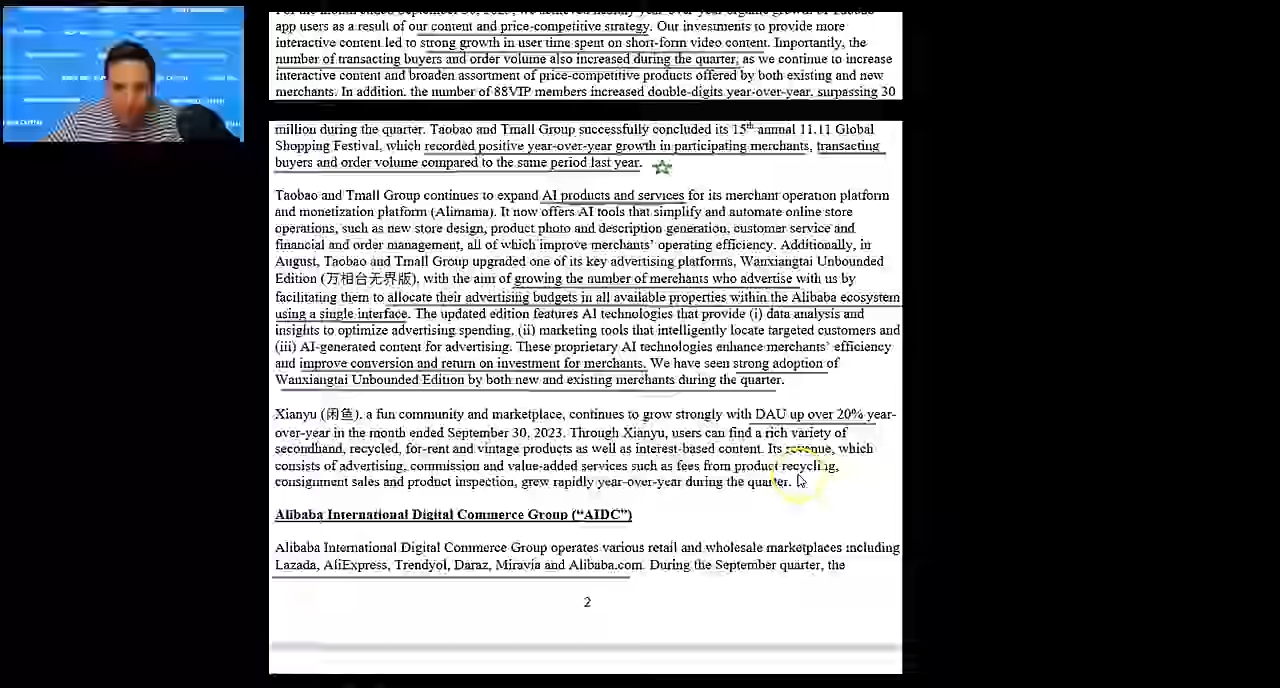 app users as a result of our content and price-competitive strategy. Our investments to provide more
interactive content led to strong growth in user time spent on short-form video content. Importantly, the
number of transacting buyers and order volume also increased during the quarter, as we continue to increase
interactive content and broaden assortment of price-competitive products offered by both existing and new
merchants. In addition, the number of 88VIP members increased double-digits year-over-year, surpassing 30
million during the quarter. Taobao and Tmall Group successfully concluded its 15th annual 11.11 Global
Shopping Festival, which recorded positive year-over-year growth in participating merchants, transacting
buyers and order volume compared to the same period last year.
Taobao and Tmall Group continues to expand AI products and services for its merchant operation platform
and monetization platform (Alimama). It now offers AI tools that simplify and automate online store
operations, such as new store design, product photo and description generation, customer service and
financial and order management, all of which improve merchants' operating efficiency. Additionally, in
August, Taobao and Tmall Group upgraded one of its key advertising platforms, Wanxiangtai Unbounded
Edition (万相台无界版), with the aim of growing the number of merchants who advertise with us by
facilitating them to allocate their advertising budgets in all available properties within the Alibaba ecosystem
using a single interface. The updated edition features AI technologies that provide (i) data analysis and
insights to optimize advertising spending, (ii) marketing tools that intelligently locate targeted customers and
(iii) AI-generated content for advertising. These proprietary AI technologies enhance merchants' efficiency
and improve conversion and return on investment for merchants. We have seen strong adoption of
Wanxiangtai Unbounded Edition by both new and existing merchants during the quarter.
Xianyu (闲鱼), a fun community and marketplace, continues to grow strongly with DAU up over 20% year-
over-year in the month ended September 30, 2023. Through Xianyu, users can find a rich variety of
secondhand, recycled, for-rent and vintage products as well as interest-based content. Its revenue, which
consists of advertising, commission and value-added services such as fees from product recycling,
consignment sales and product inspection, grew rapidly year-over-year during the quarter.
Alibaba International Digital Commerce Group ("AIDC")
Alibaba International Digital Commerce Group operates various retail and wholesale marketplaces including
Lazada, AliExpress, Trendyol, Daraz, Miravia and Alibaba.com. During the September quarter, the
2